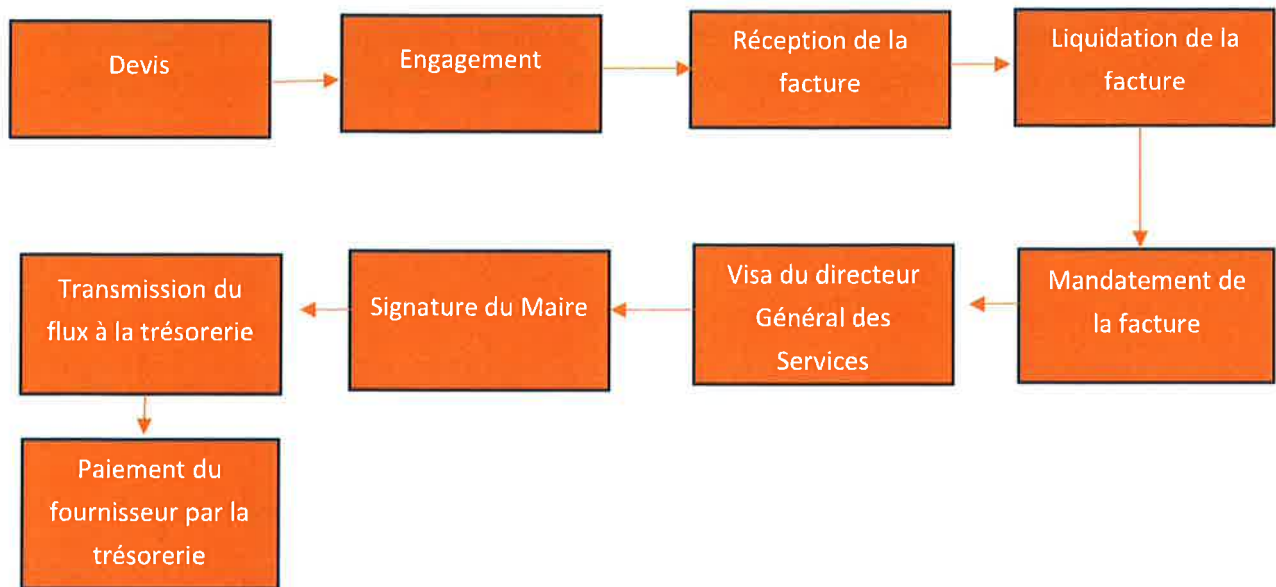 Devis
Engagement
Réception de la
facture
Liquidation de la
facture
Mandatement de
la facture
Visa du directeur
Général des
Services
Signature du Maire
Transmission du
flux à la trésorerie
Paiement du
fournisseur par la
trésorerie